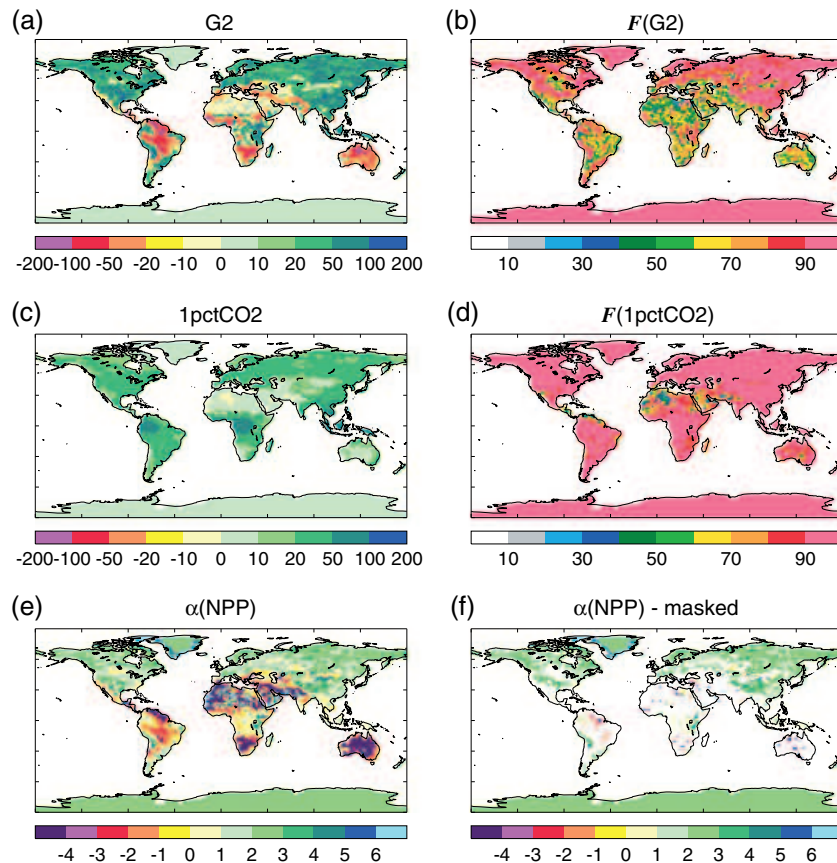 (a) G2
(b) F(G2)
-200 -100 -50 -20 -10 0 10 20 50 100 200
10 30 50 70 90
(c) 1pctCO2
(d) F(1pctCO2)
-200 -100 -50 -20 -10 0 10 20 50 100 200
10 30 50 70 90
(e) α(NPP)
(f) α(NPP) - masked
-4 -3 -2 -1 0 1 2 3 4 5 6
-4 -3 -2 -1 0 1 2 3 4 5 6